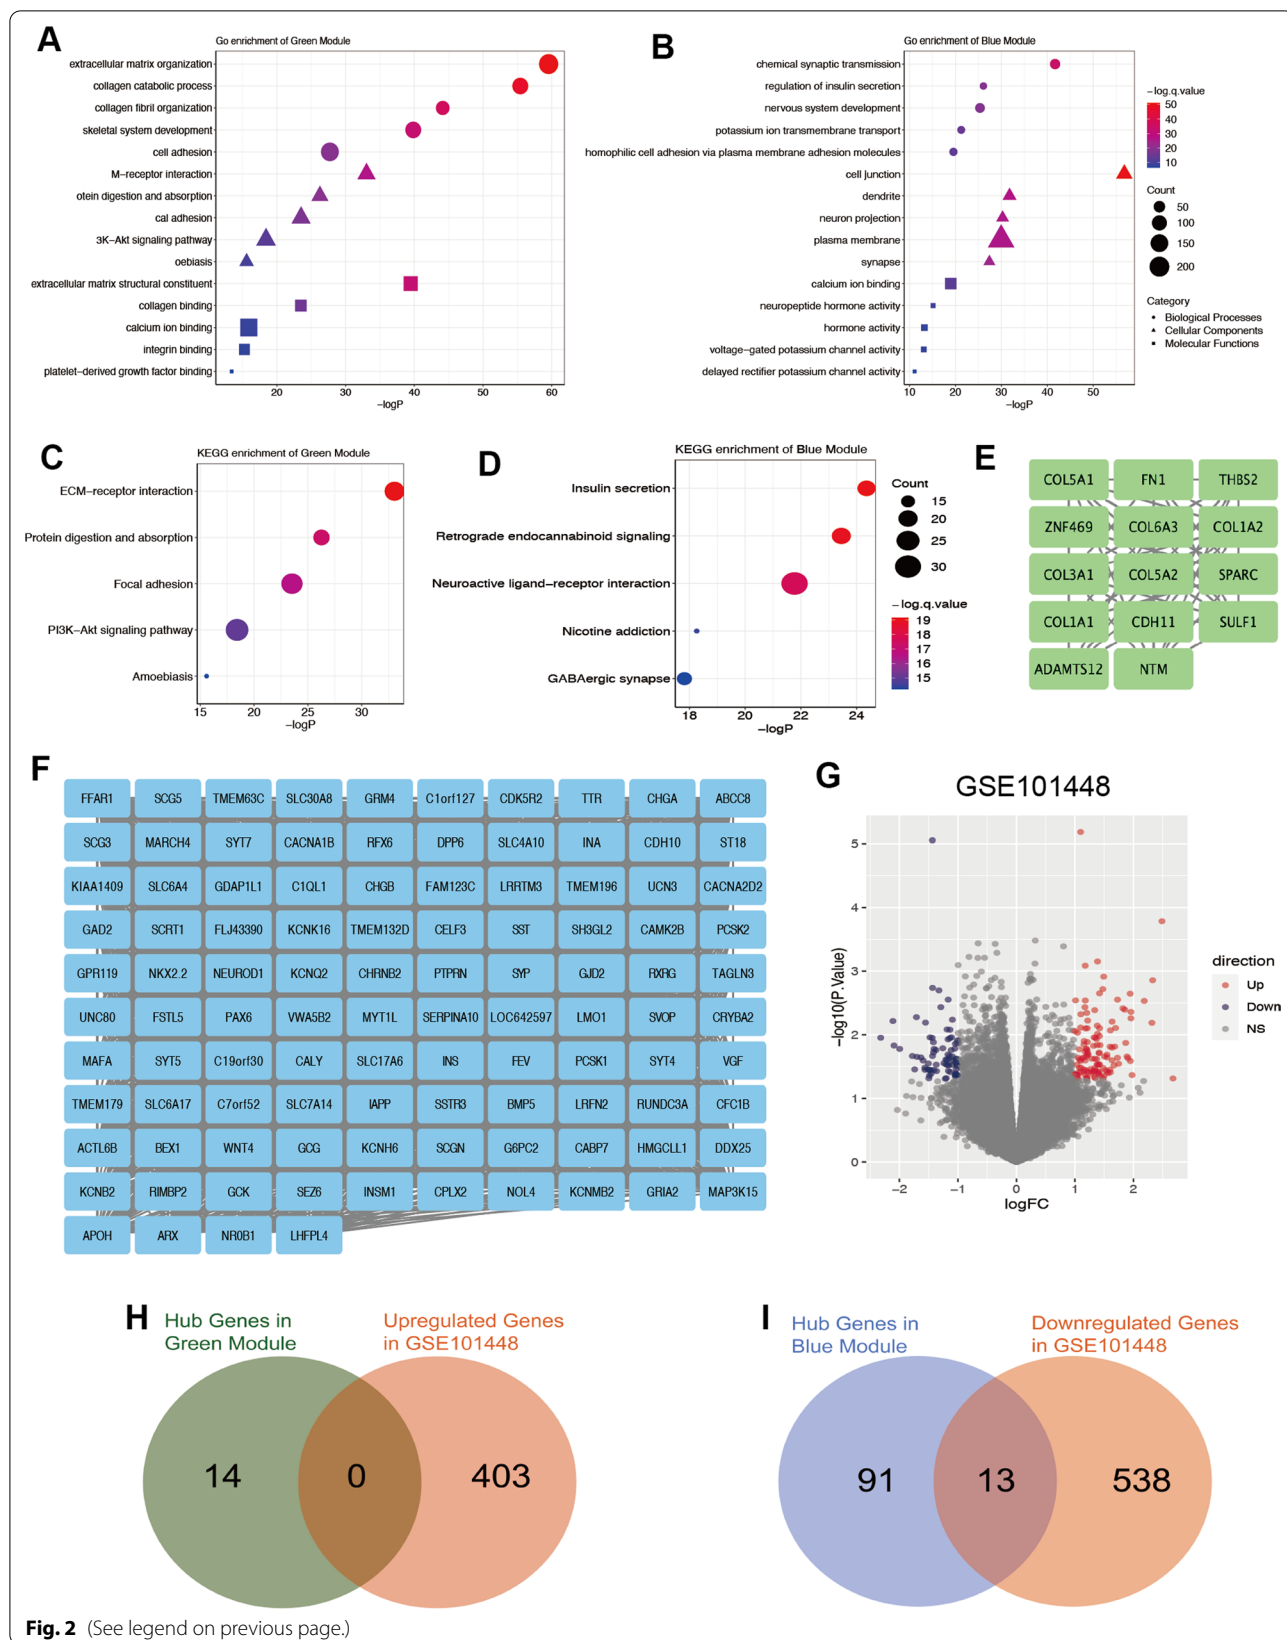 A
Go enrichment of Green Module
extracellular matrix organization
collagen catabolic process
collagen fibril organization
skeletal system development
cell adhesion
M-receptor interaction
otein digestion and absorption
cal adhesion
3K-Akt signaling pathway
oebiasis
extracellular matrix structural constituent
collagen binding
calcium ion binding
integrin binding
platelet-derived growth factor binding
20 30 40 50 60
-logP
B
Go enrichment of Blue Module
chemical synaptic transmission
regulation of insulin secretion
nervous system development
potassium ion transmembrane transport
homophilic cell adhesion via plasma membrane adhesion molecules
cell junction
dendrite
neuron projection
plasma membrane
synapse
calcium ion binding
neuropeptide hormone activity
hormone activity
voltage-gated potassium channel activity
delayed rectifier potassium channel activity
10 20 30 40 50
-logP
-log.q.value
50
40
30
20
10
Count
50
100
150
200
Category
Biological Processes
Cellular Components
Molecular Functions
C
KEGG enrichment of Green Module
ECM-receptor interaction
Protein digestion and absorption
Focal adhesion
PI3K-Akt signaling pathway
Amoebiasis
15 20 25 30
-logP
D
KEGG enrichment of Blue Module
Insulin secretion
Retrograde endocannabinoid signaling
Neuroactive ligand-receptor interaction
Nicotine addiction
GABAergic synapse
18 20 22 24
-logP
Count
15
20
25
30
-log.q.value
19
18
17
16
15
E
COL5A1 FN1 THBS2
ZNF469 COL6A3 COL1A2
COL3A1 COL5A2 SPARC
COL1A1 CDH11 SULF1
ADAMTS12 NTM
F
FFAR1 SCG5 TMEM63C SLC30A8 GRM4 C1orf127 CDK5R2 TTR CHGA ABCC8
SCG3 MARCH4 SYT7 CACNA1B RFX6 DPP6 SLC4A10 INA CDH10 ST18
KIAA1409 SLC6A4 GDAP1L1 C1QL1 CHGB FAM123C LRRTM3 TMEM196 UCN3 CACNA2D2
GAD2 SCRT1 FLJ43390 KCNK16 TMEM132D CELF3 SST SH3GL2 CAMK2B PCSK2
GPR119 NKX2.2 NEUROD1 KCNQ2 CHRNB2 PTPRN SYP GJD2 RXRG TAGLN3
UNC80 FSTL5 PAX6 VWA5B2 MYT1L SERPINA10 LOC642597 LMO1 SVOP CRYBA2
MAFA SYT5 C19orf30 CALY SLC17A6 INS FEV PCSK1 SYT4 VGF
TMEM179 SLC6A17 C7orf52 SLC7A14 IAPP SSTR3 BMP5 LRFN2 RUNDC3A CFC1B
ACTL6B BEX1 WNT4 GCG KCNH6 SCGN G6PC2 CABP7 HMGCLL1 DDX25
KCNB2 RIMBP2 GCK SEZ6 INSM1 CPLX2 NOL4 KCNMB2 GRIA2 MAP3K15
APOH ARX NR0B1 LHFPL4
G
GSE101448
-log10(P.Value)
5
4
3
2
1
0
-2 -1 0 1 2
logFC
direction
Up
Down
NS
H
Hub Genes in
Green Module
Upregulated Genes
in GSE101448
14 0 403
I
Hub Genes in
Blue Module
Downregulated Genes
in GSE101448
91 13 538
Fig. 2 (See legend on previous page.)